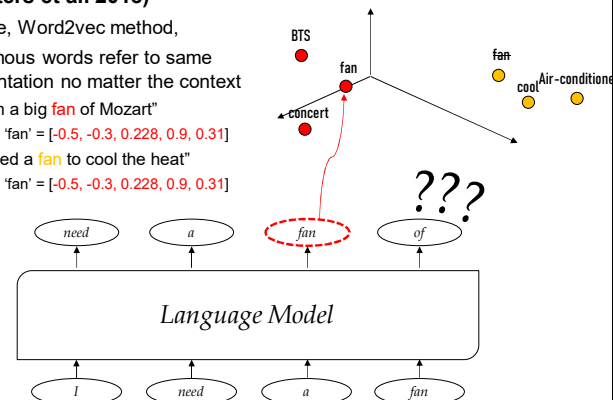 e, Word2vec method,
nous words refer to same
ntation no matter the context
n a big fan of Mozart”
‘fan’ = [-0.5, -0.3, 0.228, 0.9, 0.31]
ed a fan to cool the heat”
‘fan’ = [-0.5, -0.3, 0.228, 0.9, 0.31]
BTS
fan
concert
fan
cool
Air-conditione
???
need
a
fan
of
Language Model
I
need
a
fan